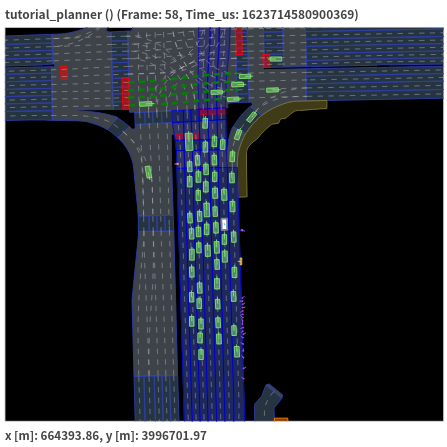 tutorial_planner () (Frame: 58, Time_us: 1623714580900369)
x [m]: 664393.86, y [m]: 3996701.97